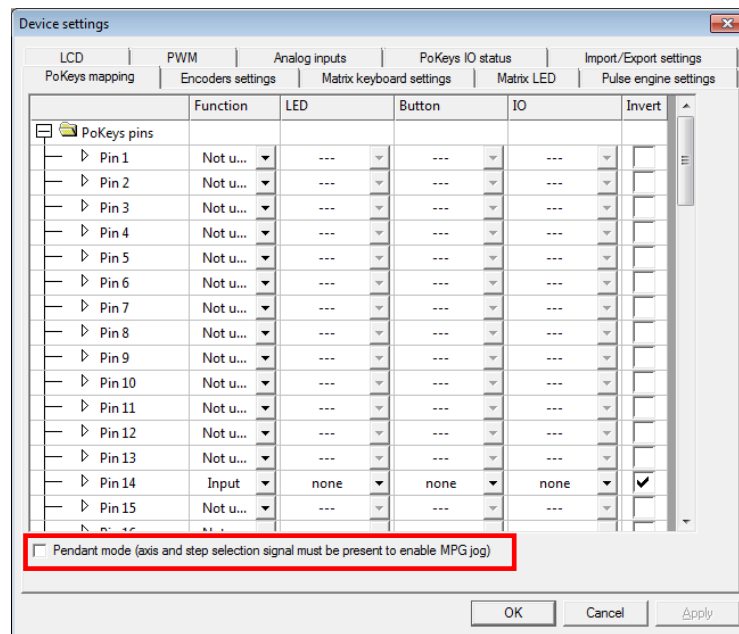 Device settings
LCD PWM Analog inputs PoKeys IO status Import/Export settings
PoKeys mapping Encoders settings Matrix keyboard settings Matrix LED Pulse engine settings
Function LED Button IO Invert
PoKeys pins
Pin 1 Not u... --- --- ---
Pin 2 Not u... --- --- ---
Pin 3 Not u... --- --- ---
Pin 4 Not u... --- --- ---
Pin 5 Not u... --- --- ---
Pin 6 Not u... --- --- ---
Pin 7 Not u... --- --- ---
Pin 8 Not u... --- --- ---
Pin 9 Not u... --- --- ---
Pin 10 Not u... --- --- ---
Pin 11 Not u... --- --- ---
Pin 12 Not u... --- --- ---
Pin 13 Not u... --- --- ---
Pin 14 Input none none none
Pin 15 Not u... --- --- ---
Pendant mode (axis and step selection signal must be present to enable MPG jog)
OK Cancel Apply